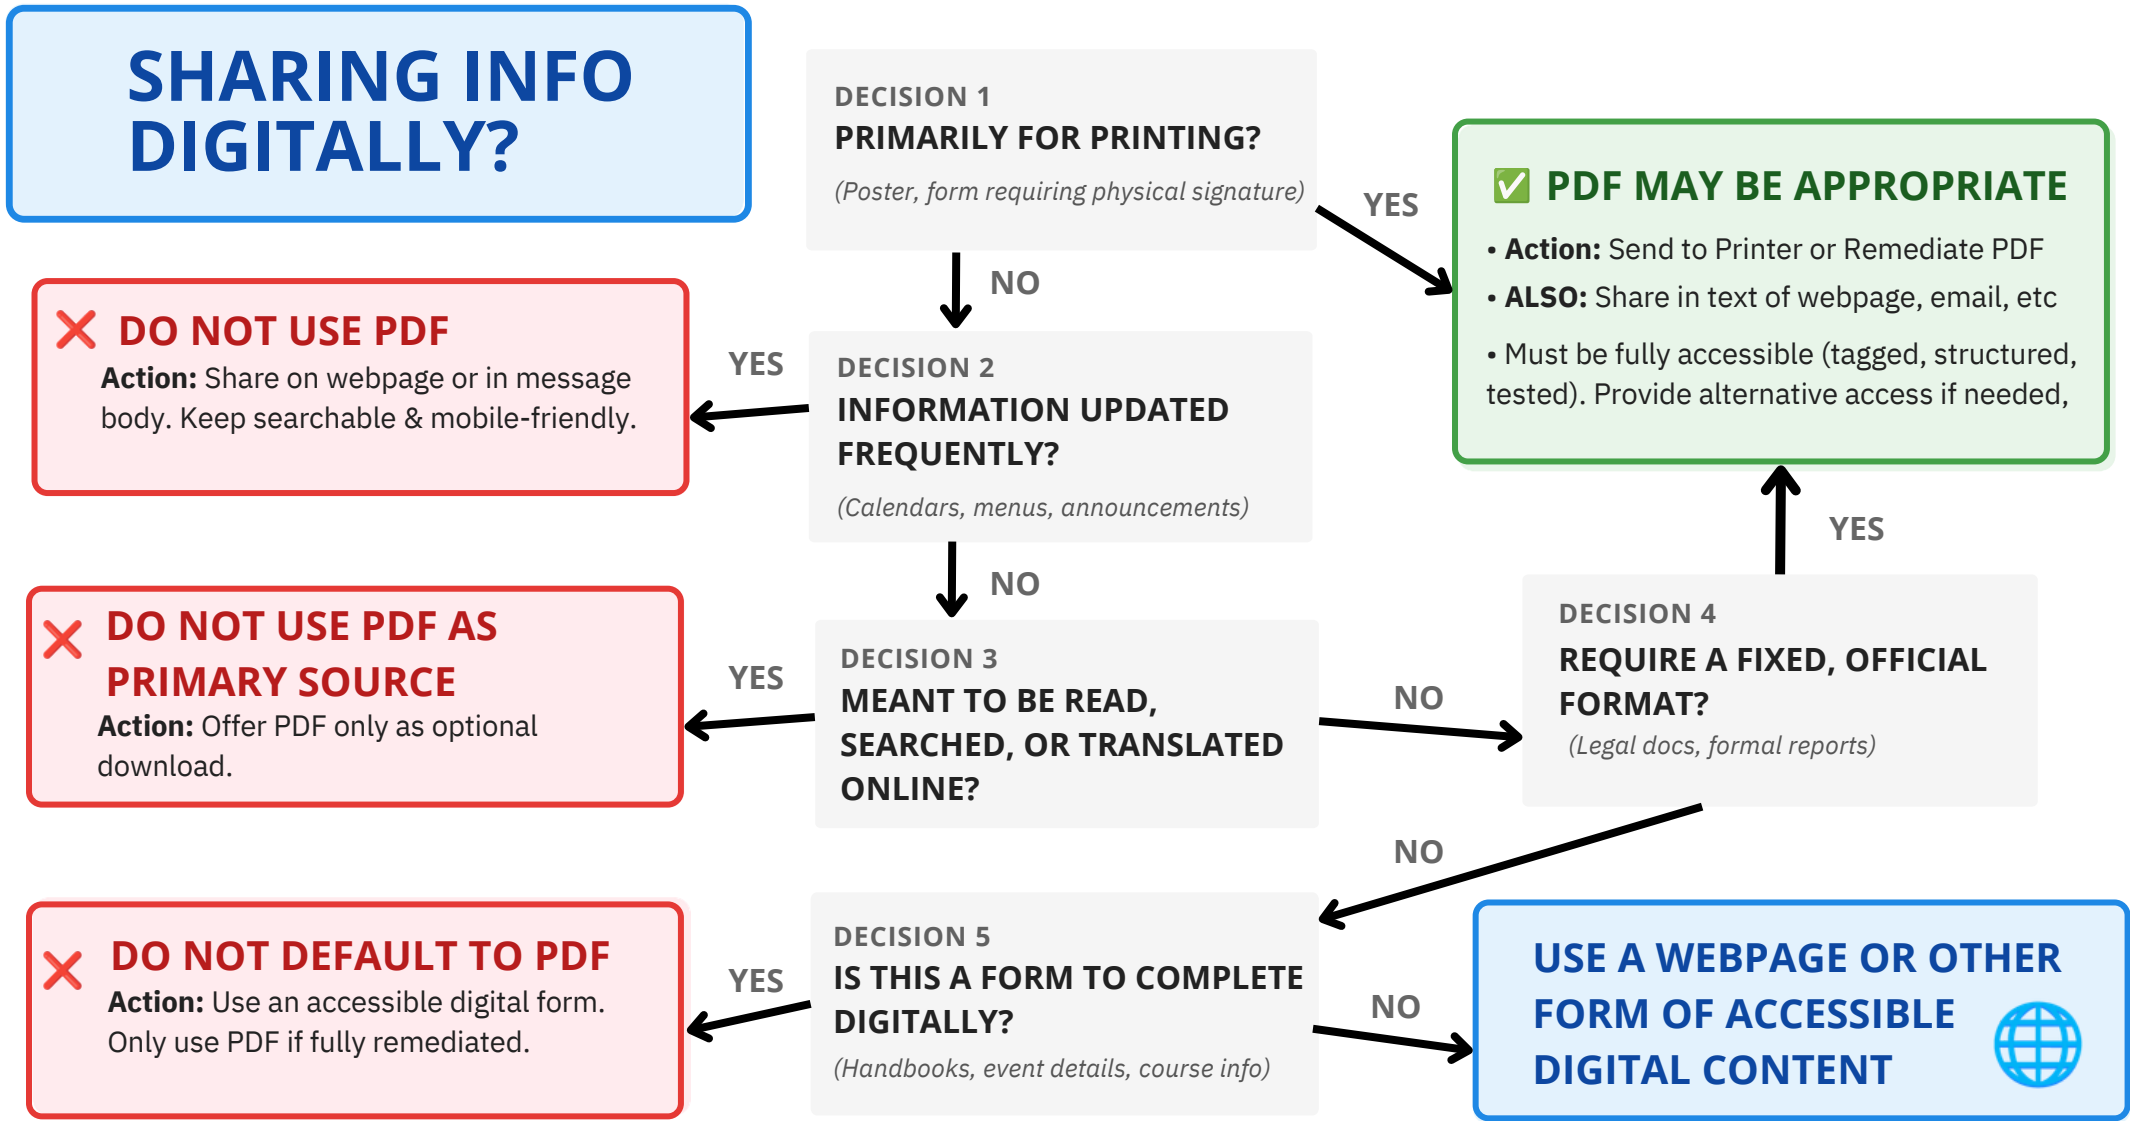 SHARING INFO
DIGITALLY?
DECISION 1
PRIMARILY FOR PRINTING?
(Poster, form requiring physical signature)
YES
✅ PDF MAY BE APPROPRIATE
• Action: Send to Printer or Remediate PDF
• ALSO: Share in text of webpage, email, etc
• Must be fully accessible (tagged, structured,
tested). Provide alternative access if needed,
NO
DECISION 2
INFORMATION UPDATED
FREQUENTLY?
(Calendars, menus, announcements)
YES
❌ DO NOT USE PDF
Action: Share on webpage or in message
body. Keep searchable & mobile-friendly.
NO
DECISION 3
MEANT TO BE READ,
SEARCHED, OR TRANSLATED
ONLINE?
YES
❌ DO NOT USE PDF AS
PRIMARY SOURCE
Action: Offer PDF only as optional
download.
NO
DECISION 4
REQUIRE A FIXED, OFFICIAL
FORMAT?
(Legal docs, formal reports)
YES
NO
DECISION 5
IS THIS A FORM TO COMPLETE
DIGITALLY?
(Handbooks, event details, course info)
YES
❌ DO NOT DEFAULT TO PDF
Action: Use an accessible digital form.
Only use PDF if fully remediated.
NO
USE A WEBPAGE OR OTHER
FORM OF ACCESSIBLE
DIGITAL CONTENT